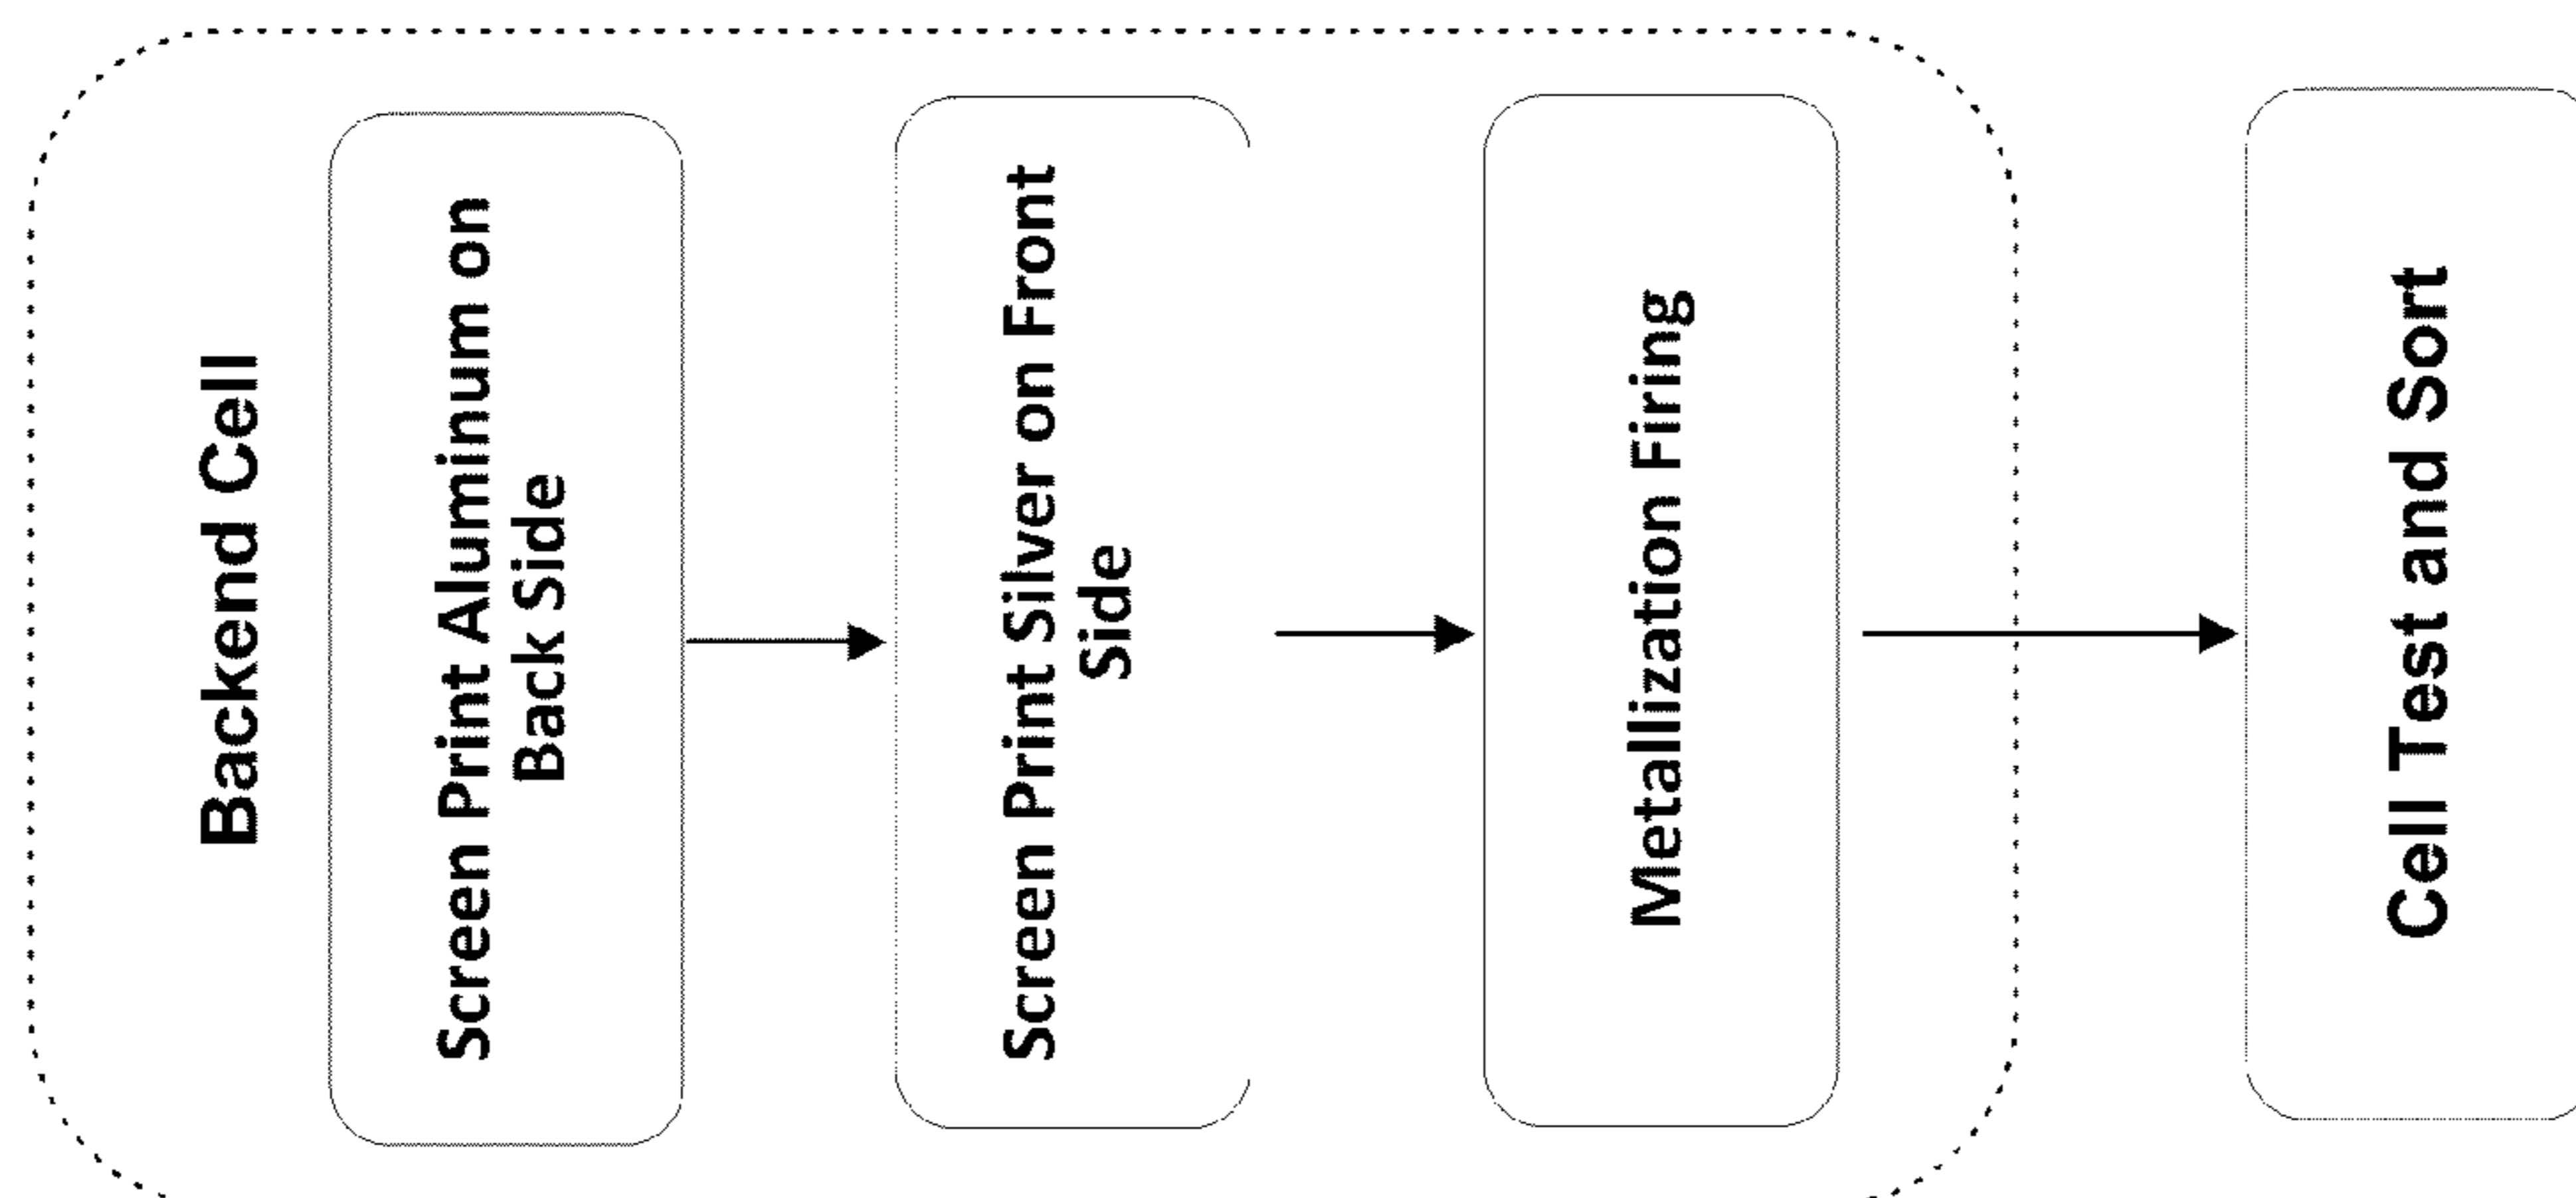 Backend Cell
Screen Print Aluminum on
Back Side
Screen Print Silver on Front
Side
Metallization Firing
Cell Test and Sort